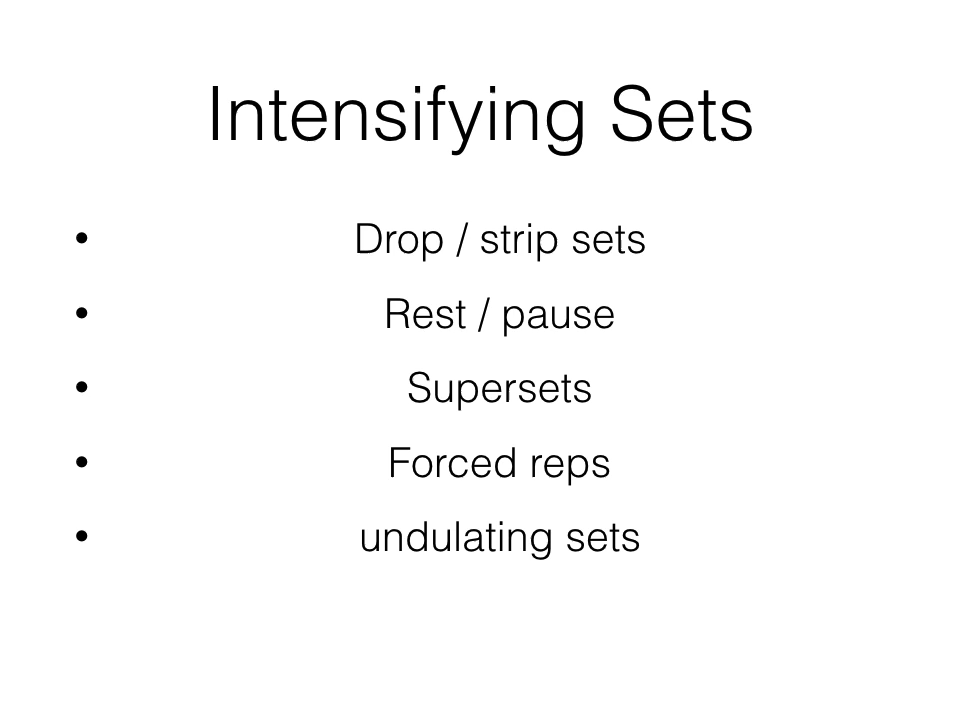 Intensifying Sets
• Drop / strip sets
• Rest / pause
• Supersets
• Forced reps
• undulating sets